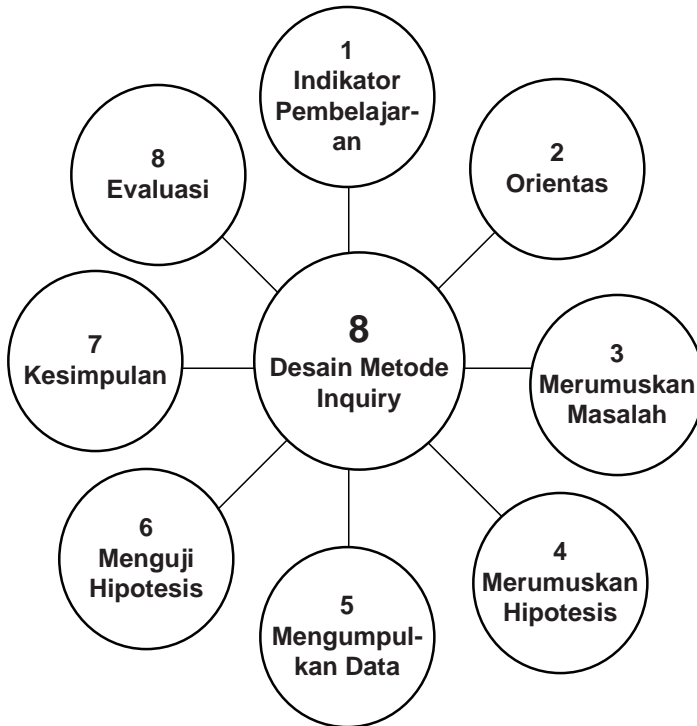 1
Indikator
Pembelajar-
an
2
Orientas
3
Merumuskan
Masalah
4
Merumuskan
Hipotesis
5
Mengumpul-
kan Data
6
Menguji
Hipotesis
7
Kesimpulan
8
Evaluasi
8
Desain Metode
Inquiry